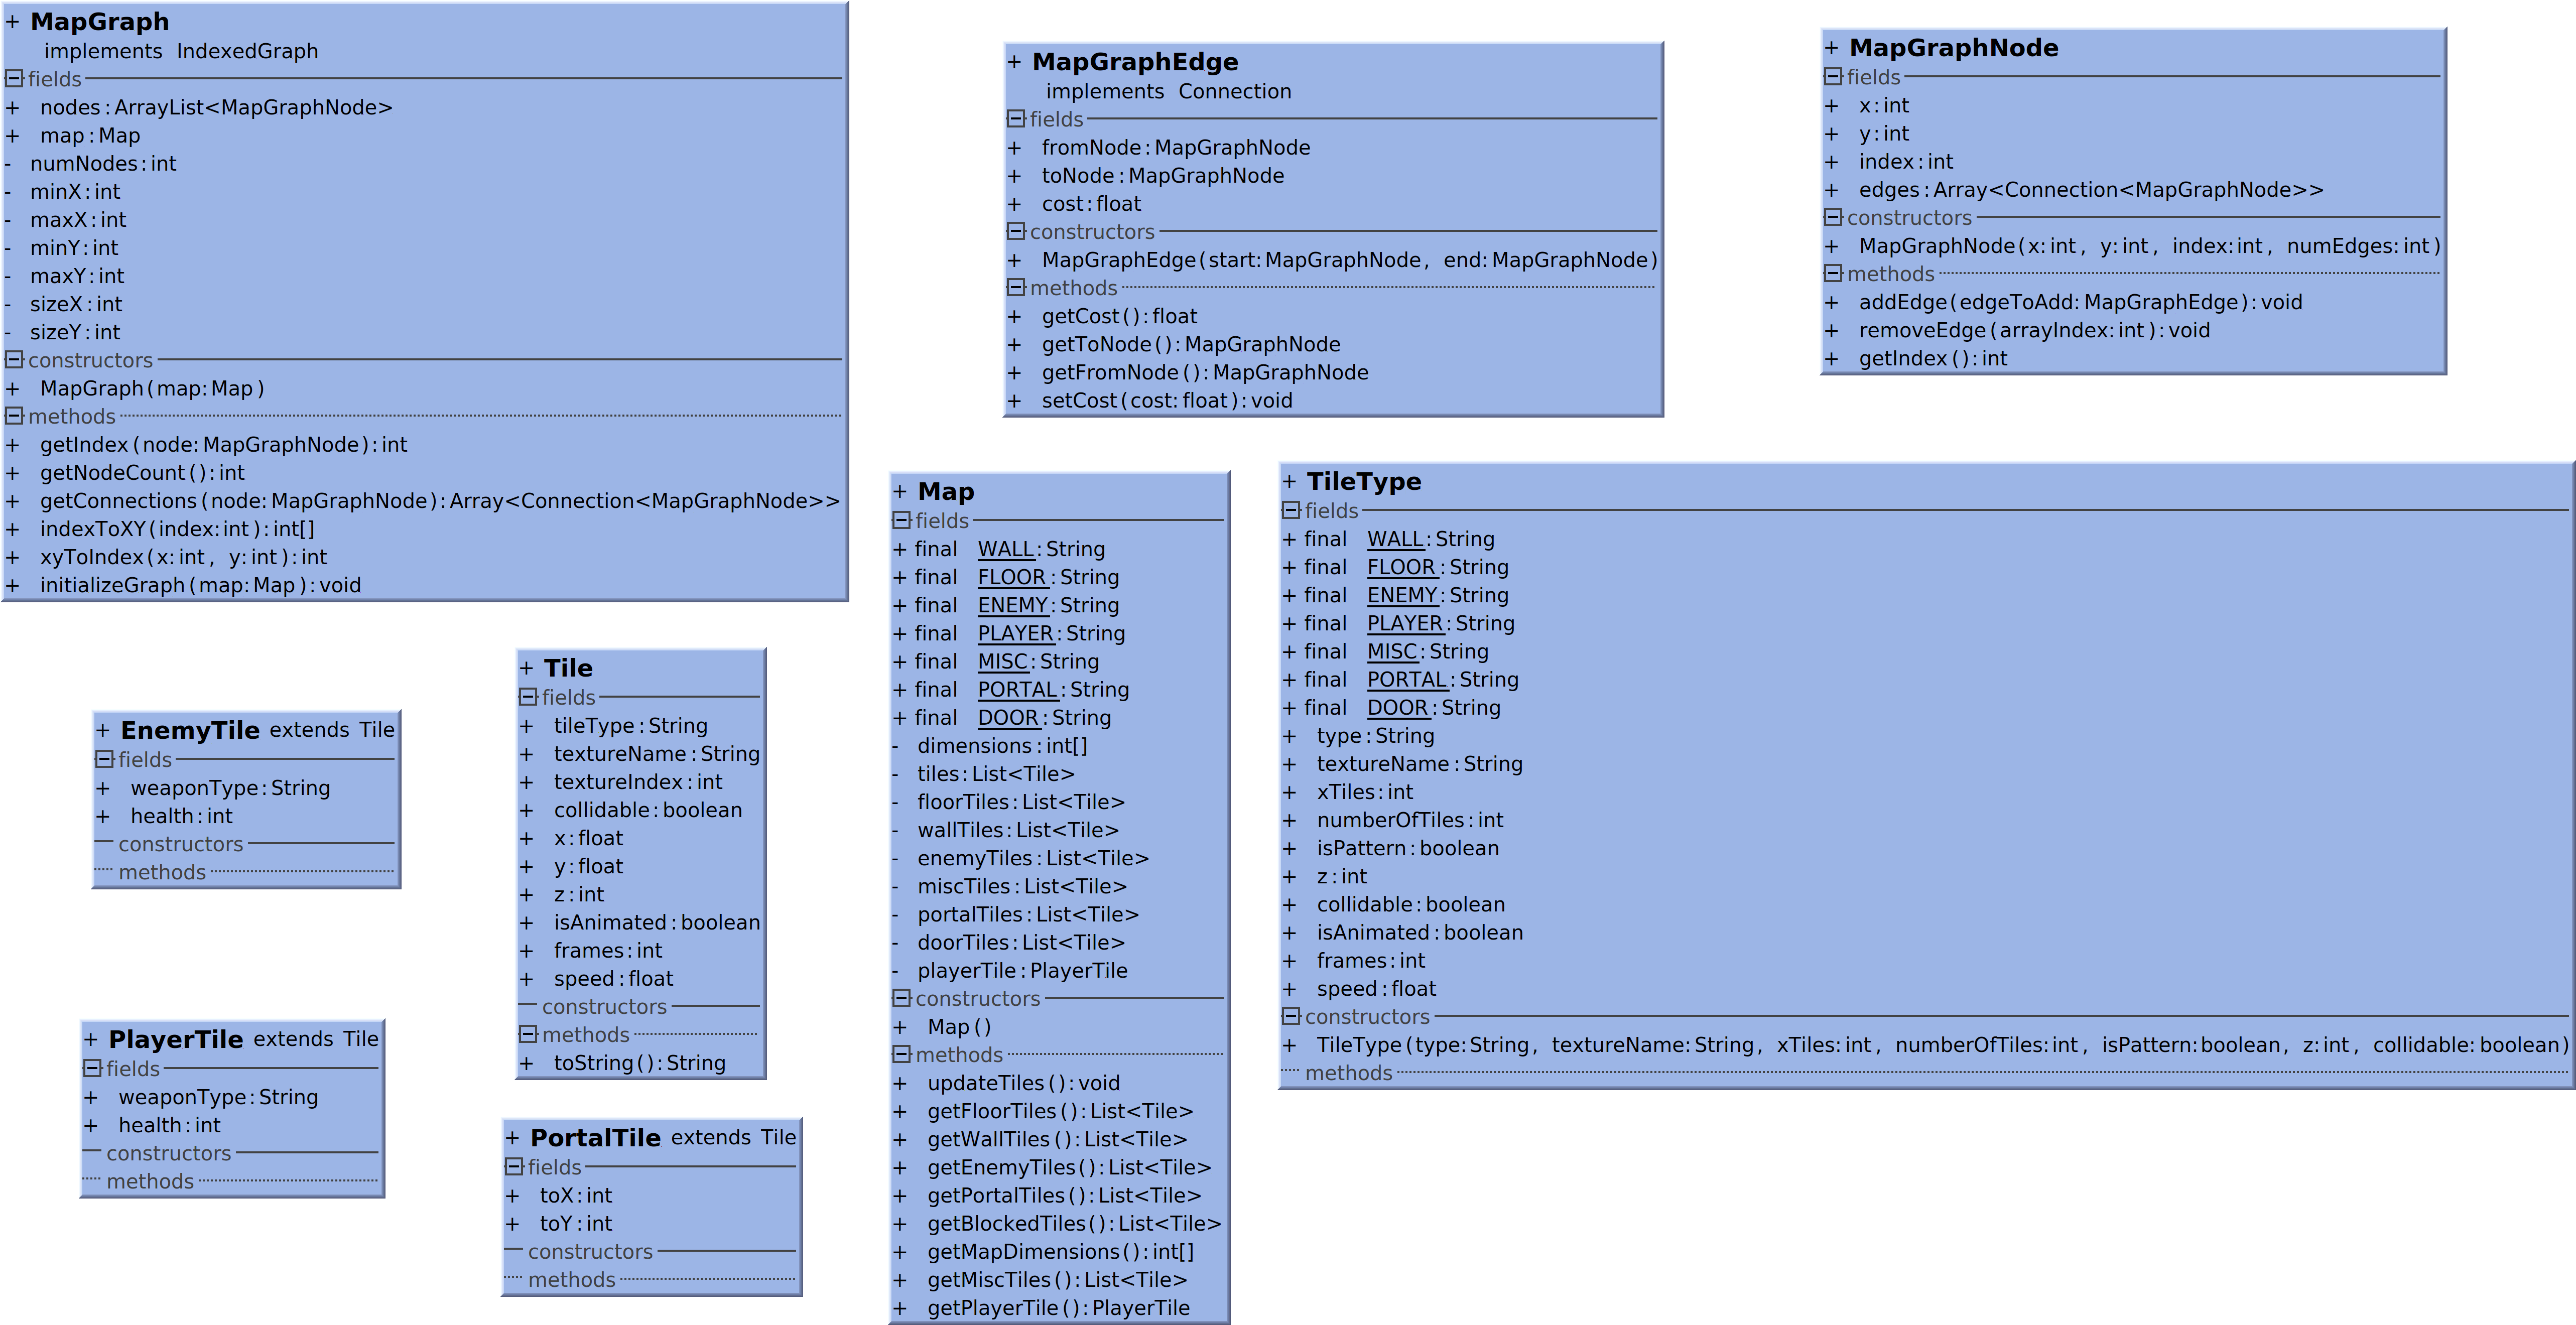 + MapGraph
implements IndexedGraph
fields
+ nodes:ArrayList<MapGraphNode>
+ map:Map
- numNodes:int
- minX:int
- maxX:int
- minY:int
- maxY:int
- sizeX:int
- sizeY:int
constructors
+ MapGraph(map:Map)
methods
+ getIndex(node:MapGraphNode):int
+ getNodeCount():int
+ getConnections(node:MapGraphNode):Array<Connection<MapGraphNode>>
+ indexToXY(index:int):int[]
+ xyToIndex(x:int, y:int):int
+ initializeGraph(map:Map):void
+ MapGraphEdge
implements Connection
fields
+ fromNode:MapGraphNode
+ toNode:MapGraphNode
+ cost:float
constructors
+ MapGraphEdge(start:MapGraphNode, end:MapGraphNode)
methods
+ getCost():float
+ getToNode():MapGraphNode
+ getFromNode():MapGraphNode
+ setCost(cost:float):void
+ MapGraphNode
fields
+ x:int
+ y:int
+ index:int
+ edges:Array<Connection<MapGraphNode>>
constructors
+ MapGraphNode(x:int, y:int, index:int, numEdges:int)
methods
+ addEdge(edgeToAdd:MapGraphEdge):void
+ removeEdge(arrayIndex:int):void
+ getIndex():int
+ EnemyTile extends Tile
fields
+ weaponType:String
+ health:int
constructors
methods
+ PlayerTile extends Tile
fields
+ weaponType:String
+ health:int
constructors
methods
+ Tile
fields
+ tileType:String
+ textureName:String
+ textureIndex:int
+ collidable:boolean
+ x:float
+ y:float
+ z:int
+ isAnimated:boolean
+ frames:int
+ speed:float
constructors
methods
+ toString():String
+ PortalTile extends Tile
fields
+ toX:int
+ toY:int
constructors
methods
+ Map
fields
+ final WALL:String
+ final FLOOR:String
+ final ENEMY:String
+ final PLAYER:String
+ final MISC:String
+ final PORTAL:String
+ final DOOR:String
- dimensions:int[]
- tiles:List<Tile>
- floorTiles:List<Tile>
- wallTiles:List<Tile>
- enemyTiles:List<Tile>
- miscTiles:List<Tile>
- portalTiles:List<Tile>
- doorTiles:List<Tile>
- playerTile:PlayerTile
constructors
+ Map()
methods
+ updateTiles():void
+ getFloorTiles():List<Tile>
+ getWallTiles():List<Tile>
+ getEnemyTiles():List<Tile>
+ getPortalTiles():List<Tile>
+ getBlockedTiles():List<Tile>
+ getMapDimensions():int[]
+ getMiscTiles():List<Tile>
+ getPlayerTile():PlayerTile
+ TileType
fields
+ final WALL:String
+ final FLOOR:String
+ final ENEMY:String
+ final PLAYER:String
+ final MISC:String
+ final PORTAL:String
+ final DOOR:String
+ type:String
+ textureName:String
+ xTiles:int
+ numberOfTiles:int
+ isPattern:boolean
+ z:int
+ collidable:boolean
+ isAnimated:boolean
+ frames:int
+ speed:float
constructors
+ TileType(type:String, textureName:String, xTiles:int, numberOfTiles:int, isPattern:boolean, z:int, collidable:boolean)
methods